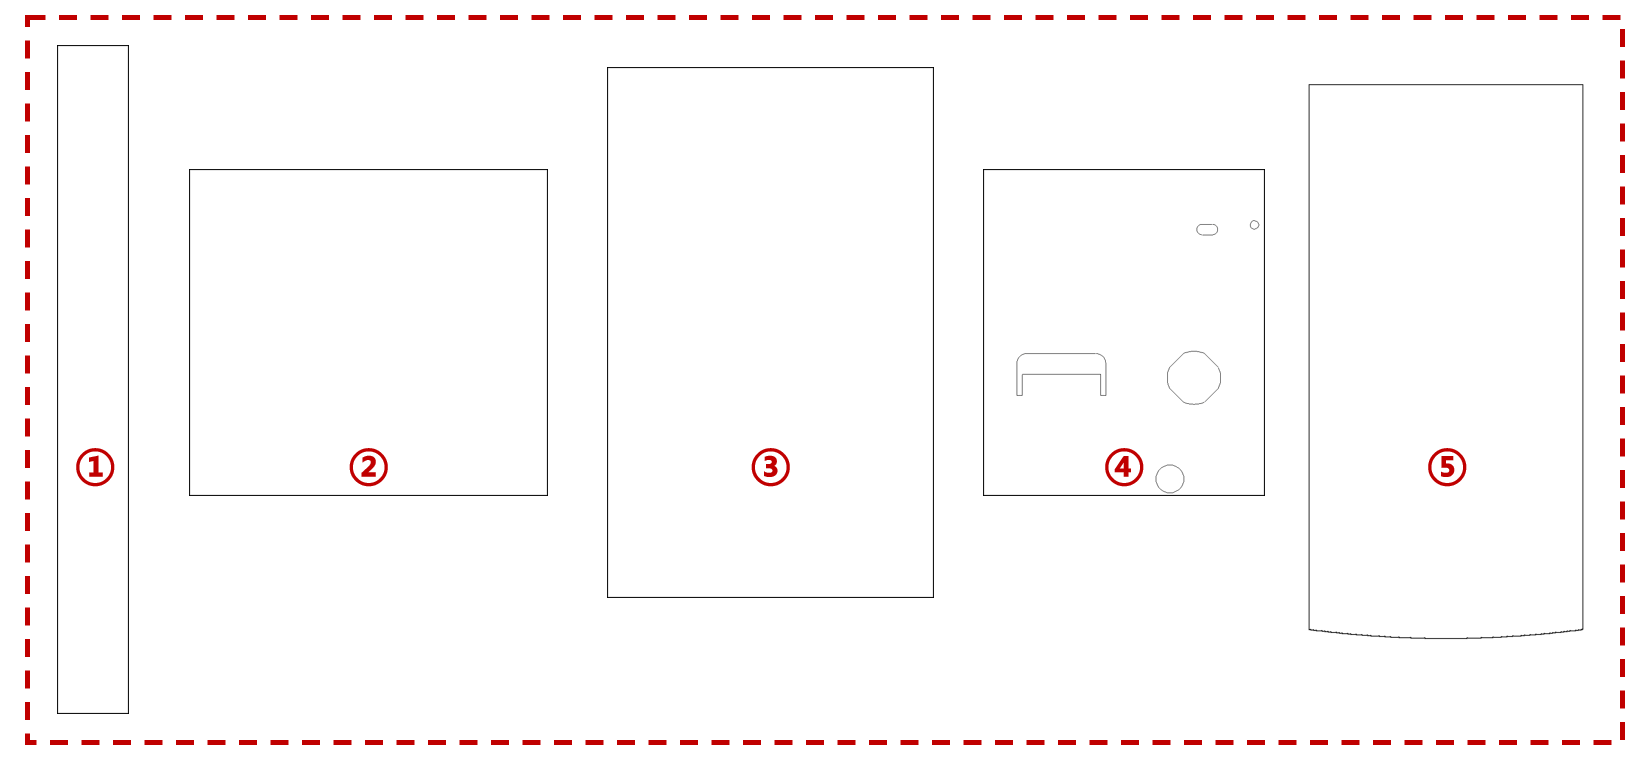 ① ② ③ ④ ⑤